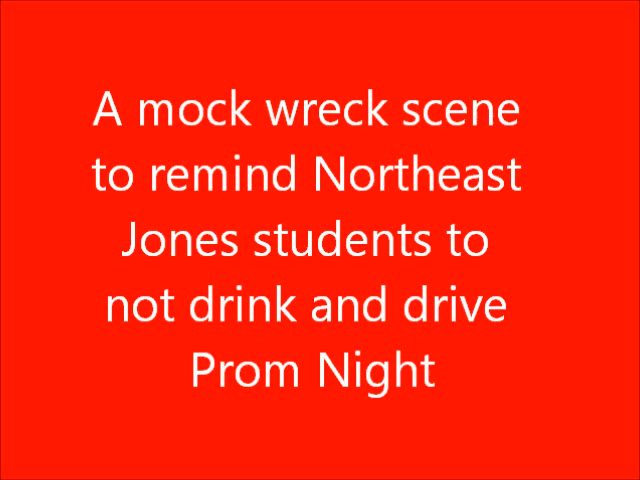 A mock wreck scene
to remind Northeast
Jones students to
not drink and drive
Prom Night